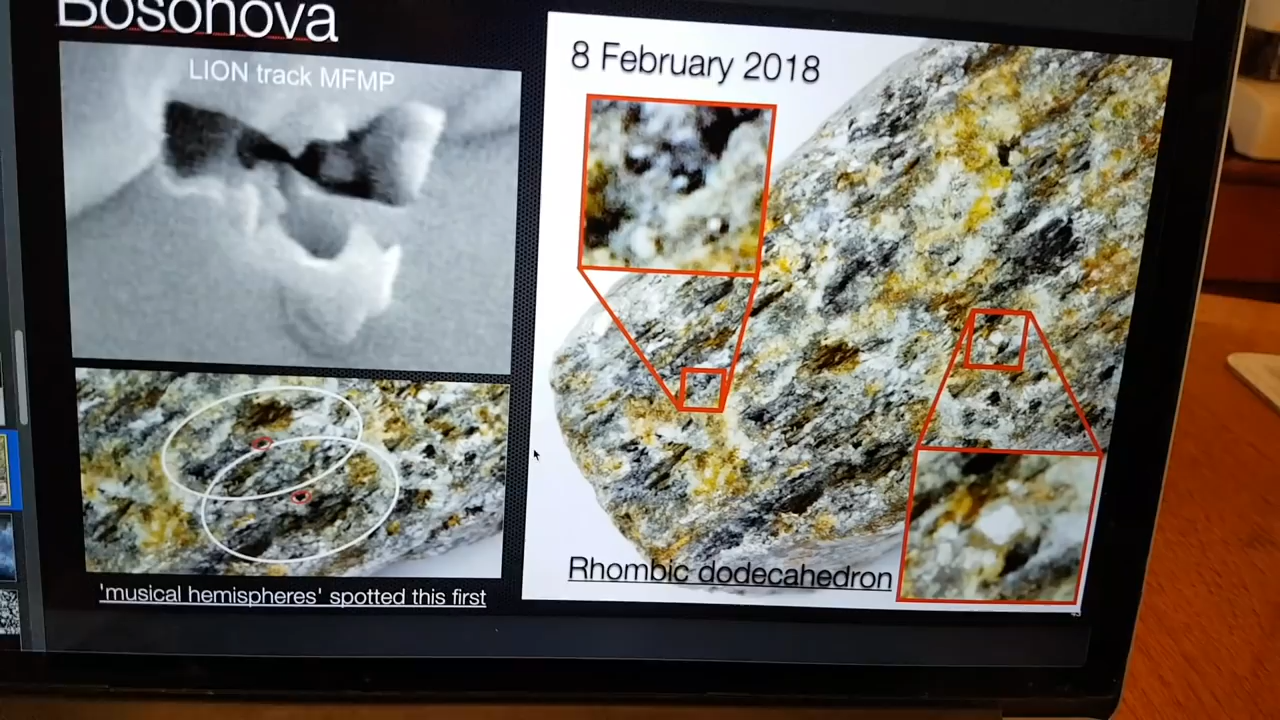 Bosonova
LION track MFMP
8 February 2018
Rhombic dodecahedron
'musical hemispheres' spotted this first